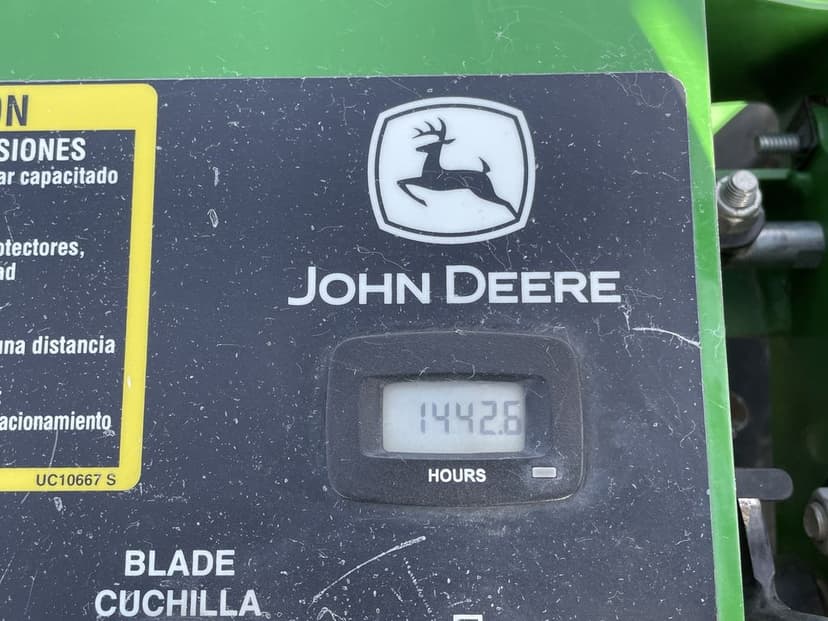 ON
SIONES
ar capacitado
otectores,
ad
una distancia
s
acionamiento
UC10667 S
JOHN DEERE
1442.6
HOURS
BLADE
CUCHILLA